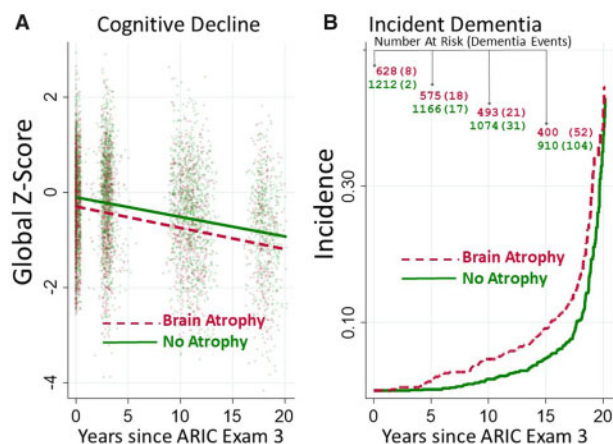 A
Cognitive Decline
Global Z-Score
2
0
-2
-4
Brain Atrophy
No Atrophy
0 5 10 15 20
Years since ARIC Exam 3
B
Incident Dementia
Number At Risk (Dementia Events)
628 (8)
1212 (2)
575 (18)
1166 (17)
493 (21)
1074 (31)
400 (52)
910 (104)
Incidence
0.30
0.10
Brain Atrophy
No Atrophy
0 5 10 15 20
Years since ARIC Exam 3